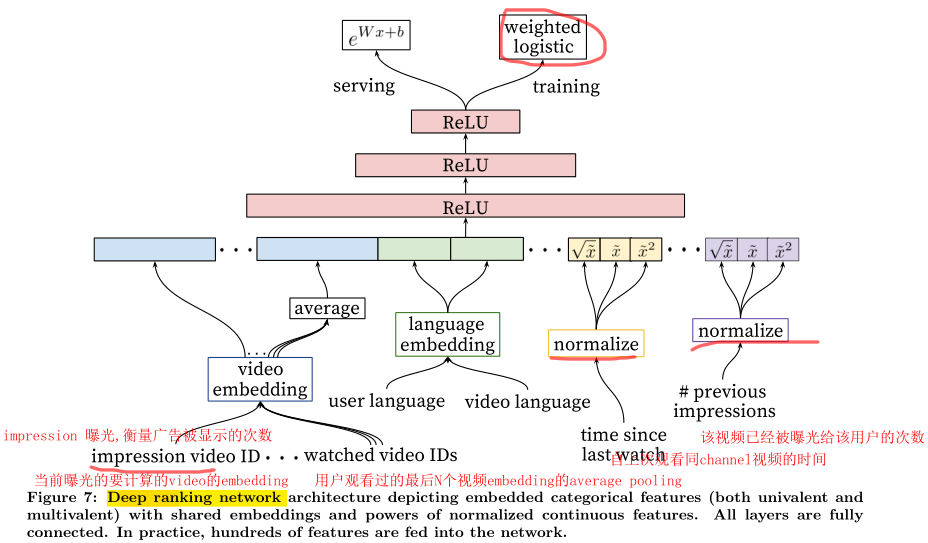 e^{Wx+b}
weighted
logistic
serving
training
ReLU
ReLU
ReLU
√x̃ x̃ x̃²
√x̃ x̃ x̃²
average
language
embedding
normalize
normalize
video
embedding
user language
video language
# previous
impressions
time since
last watch
impression 曝光,衡量广告被显示的次数
impression video ID
watched video IDs
该视频已经被曝光给该用户的次数
自上次观看同channel视频的时间
当前曝光的要计算的video的embedding
用户观看过的最后N个视频embedding的average pooling
Figure 7: Deep ranking network architecture depicting embedded categorical features (both univalent and
multivalent) with shared embeddings and powers of normalized continuous features. All layers are fully
connected. In practice, hundreds of features are fed into the network.